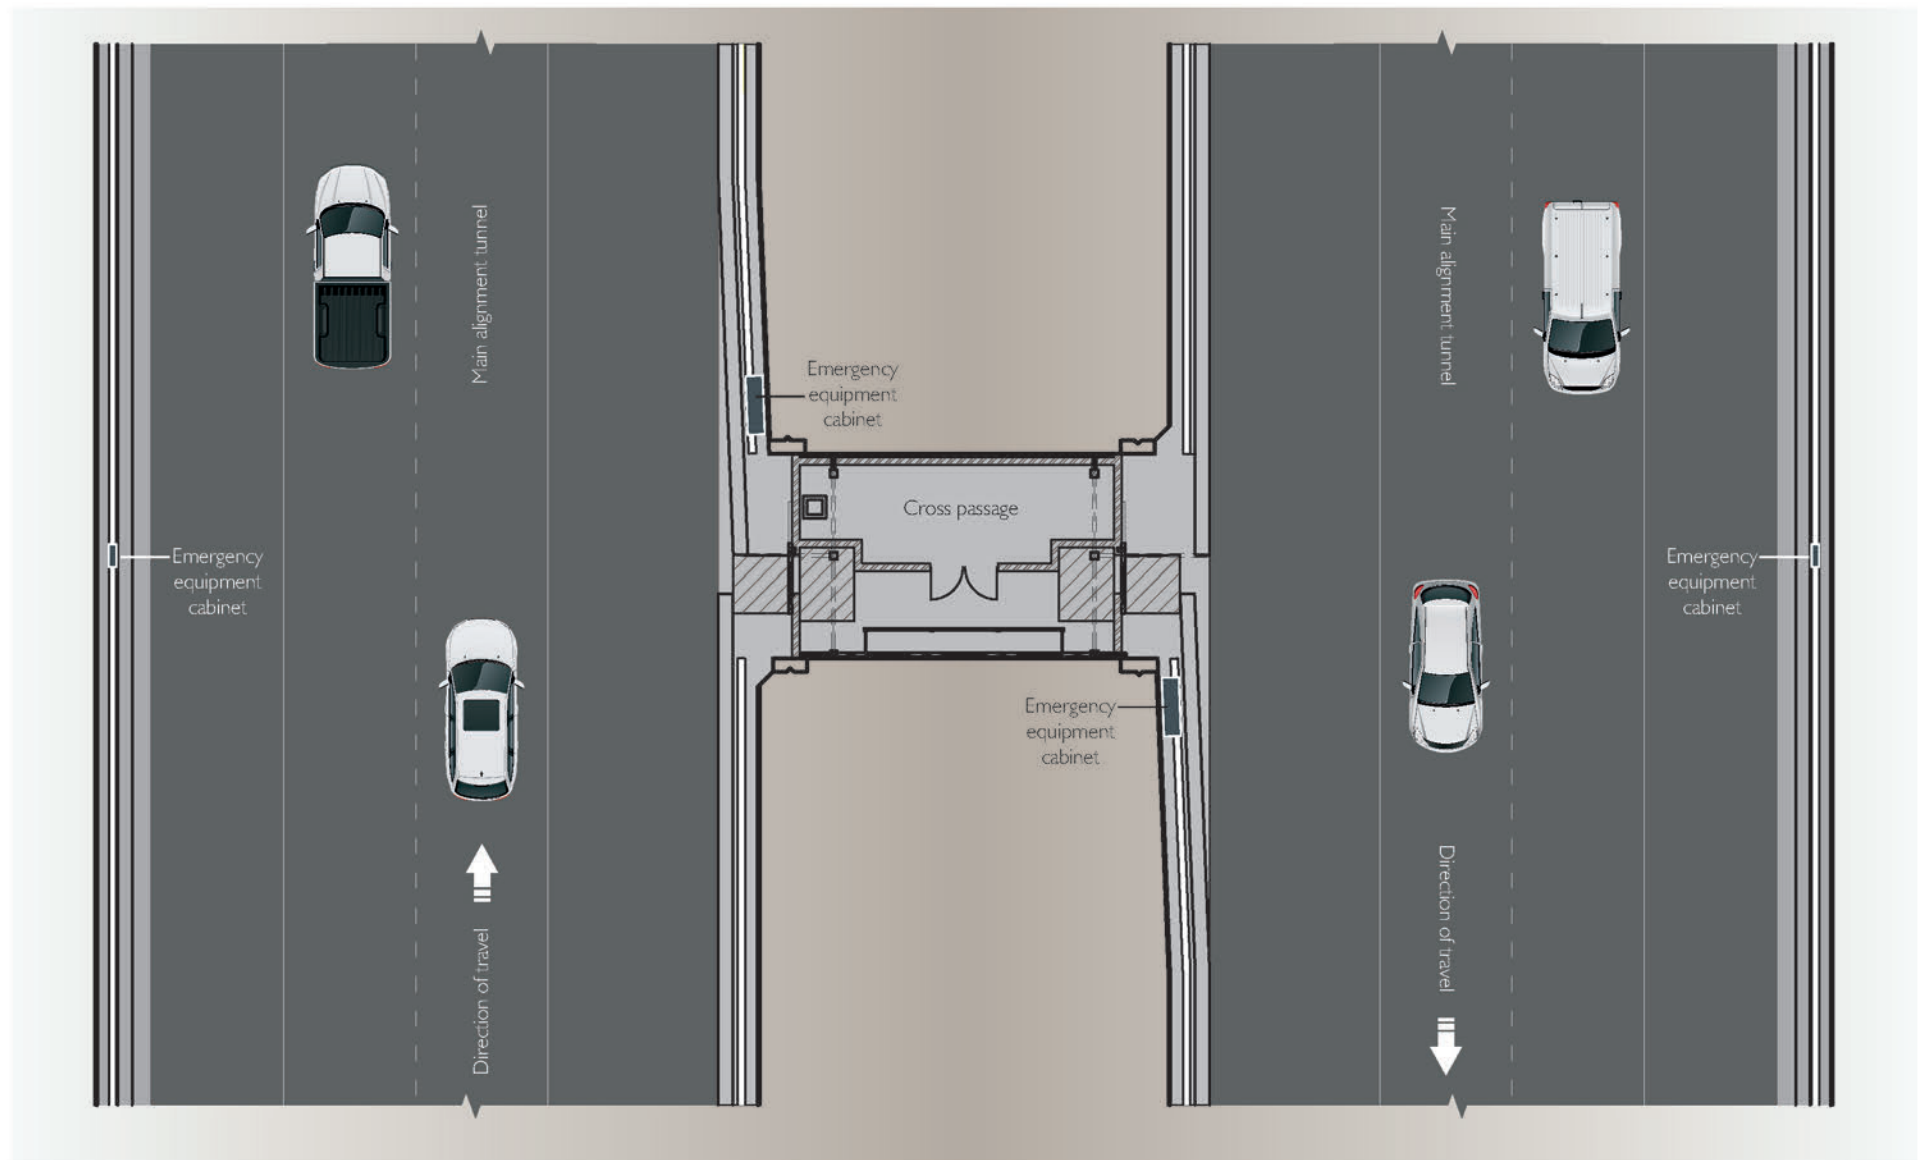 Main alignment tunnel
Main alignment tunnel
Emergency
equipment
cabinet
Cross passage
Emergency
equipment
cabinet
Emergency
equipment
cabinet
Emergency
equipment
cabinet
Direction of travel
Direction of travel